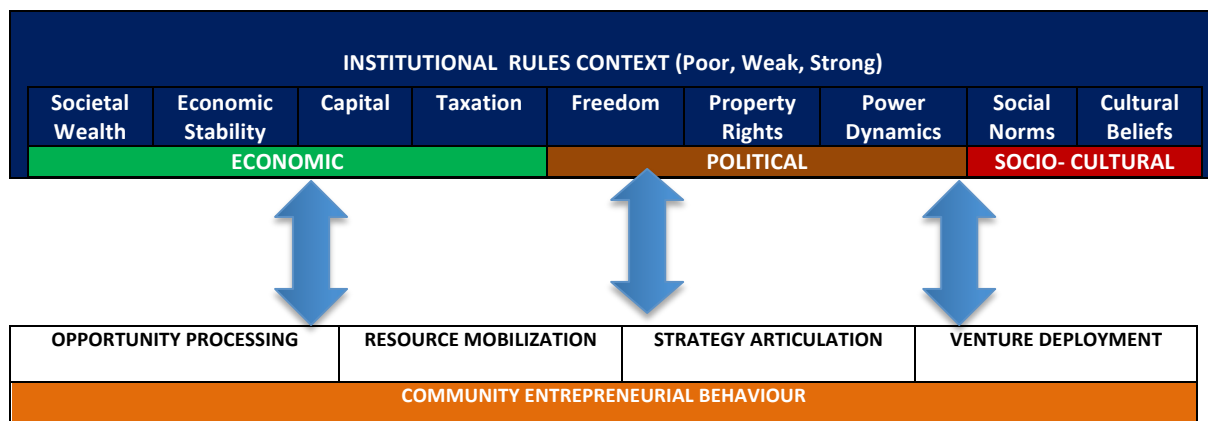 INSTITUTIONAL RULES CONTEXT (Poor, Weak, Strong)
Societal Economic Capital Taxation Freedom Property Power Social Cultural
Wealth Stability Rights Dynamics Norms Beliefs
ECONOMIC POLITICAL SOCIO- CULTURAL
OPPORTUNITY PROCESSING RESOURCE MOBILIZATION STRATEGY ARTICULATION VENTURE DEPLOYMENT
COMMUNITY ENTREPRENEURIAL BEHAVIOUR